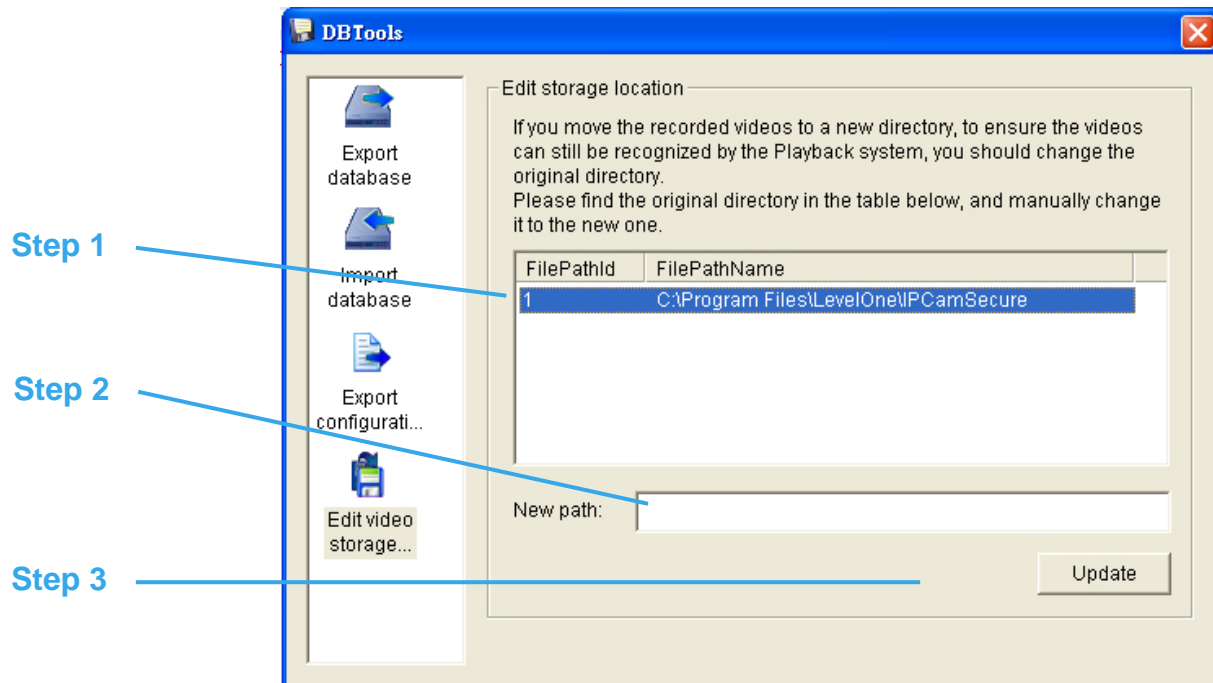 DBTools
Export
database
Import
database
Export
configurati...
Edit video
storage...
Edit storage location
If you move the recorded videos to a new directory, to ensure the videos
can still be recognized by the Playback system, you should change the
original directory.
Please find the original directory in the table below, and manually change
it to the new one.
FilePathId FilePathName
1 C:\Program Files\LevelOne\IPCamSecure
New path:
Update
Step 1
Step 2
Step 3